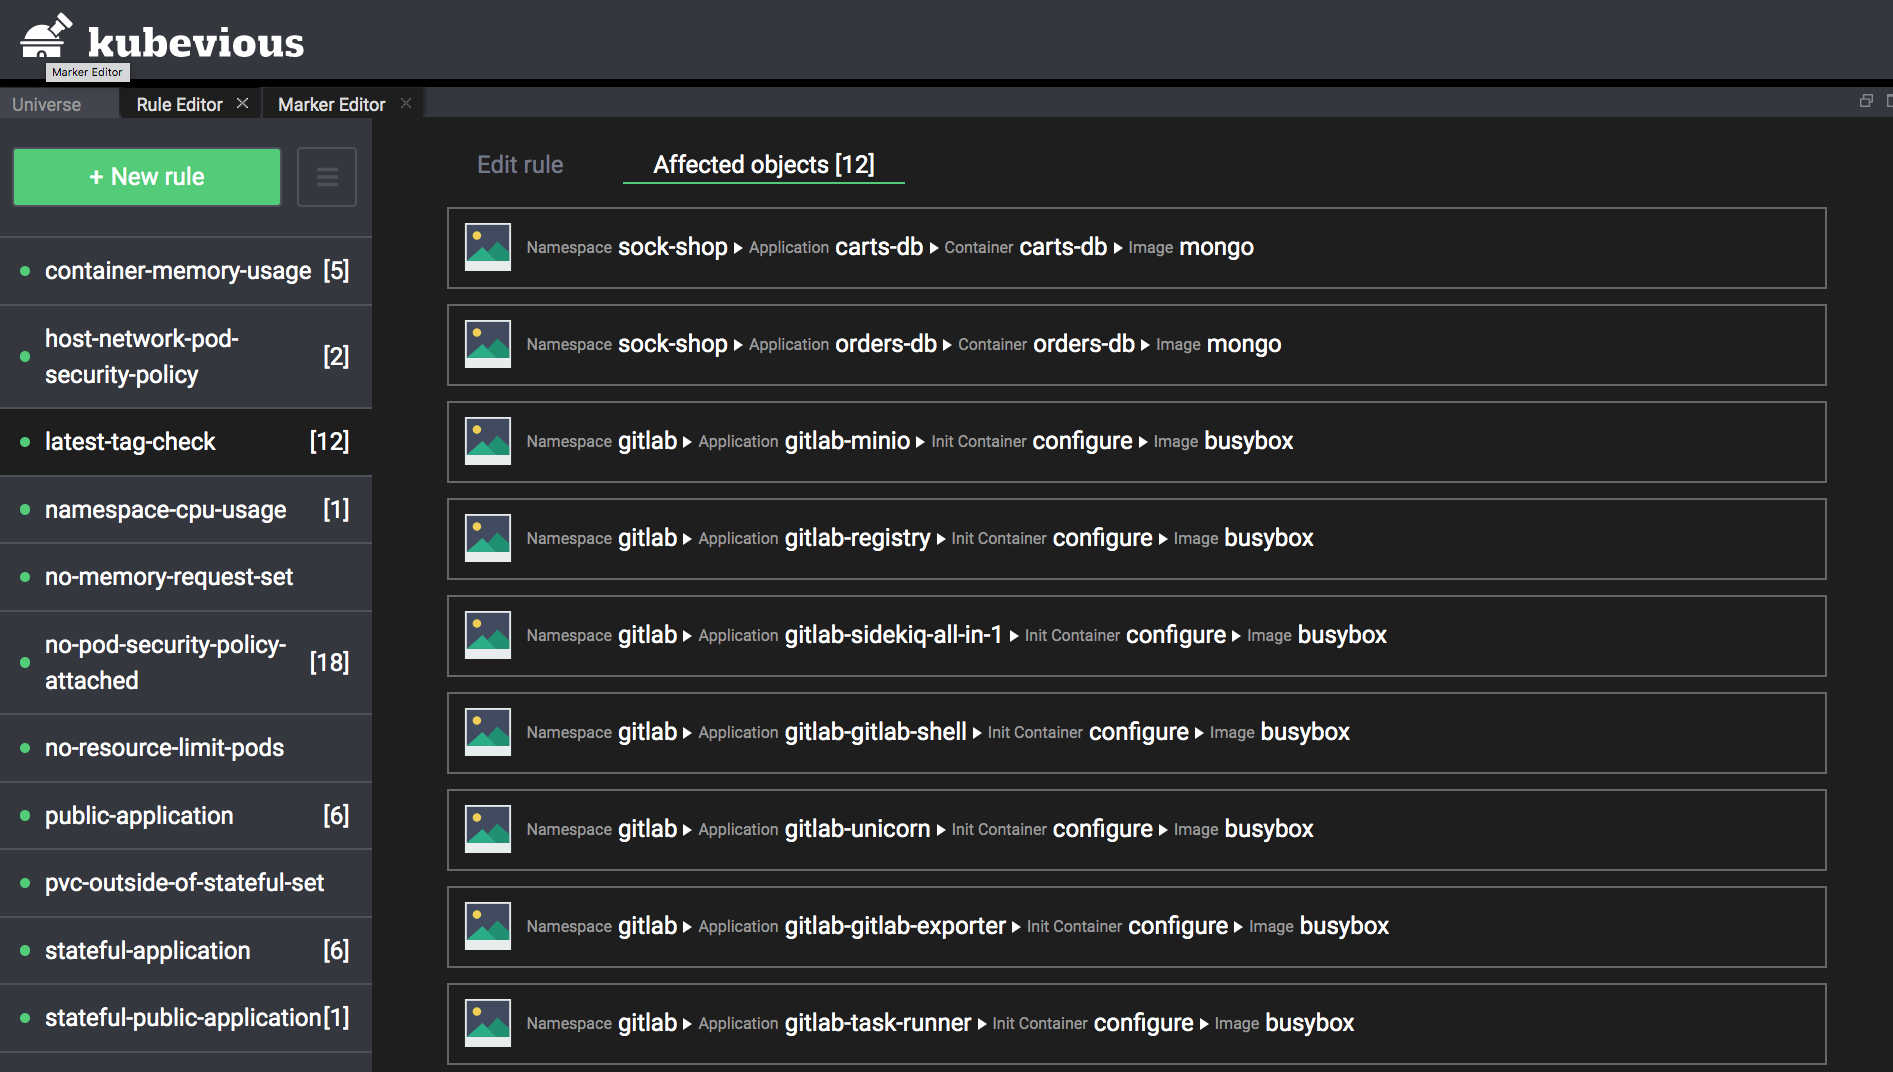 kubevious
Marker Editor
Universe
Rule Editor
Marker Editor
+ New rule
container-memory-usage [5]
host-network-pod-
security-policy
[2]
latest-tag-check [12]
namespace-cpu-usage [1]
no-memory-request-set
no-pod-security-policy-
attached
[18]
no-resource-limit-pods
public-application [6]
pvc-outside-of-stateful-set
stateful-application [6]
stateful-public-application[1]
Edit rule
Affected objects [12]
Namespace sock-shop Application carts-db Container carts-db Image mongo
Namespace sock-shop Application orders-db Container orders-db Image mongo
Namespace gitlab Application gitlab-minio Init Container configure Image busybox
Namespace gitlab Application gitlab-registry Init Container configure Image busybox
Namespace gitlab Application gitlab-sidekiq-all-in-1 Init Container configure Image busybox
Namespace gitlab Application gitlab-gitlab-shell Init Container configure Image busybox
Namespace gitlab Application gitlab-unicorn Init Container configure Image busybox
Namespace gitlab Application gitlab-gitlab-exporter Init Container configure Image busybox
Namespace gitlab Application gitlab-task-runner Init Container configure Image busybox